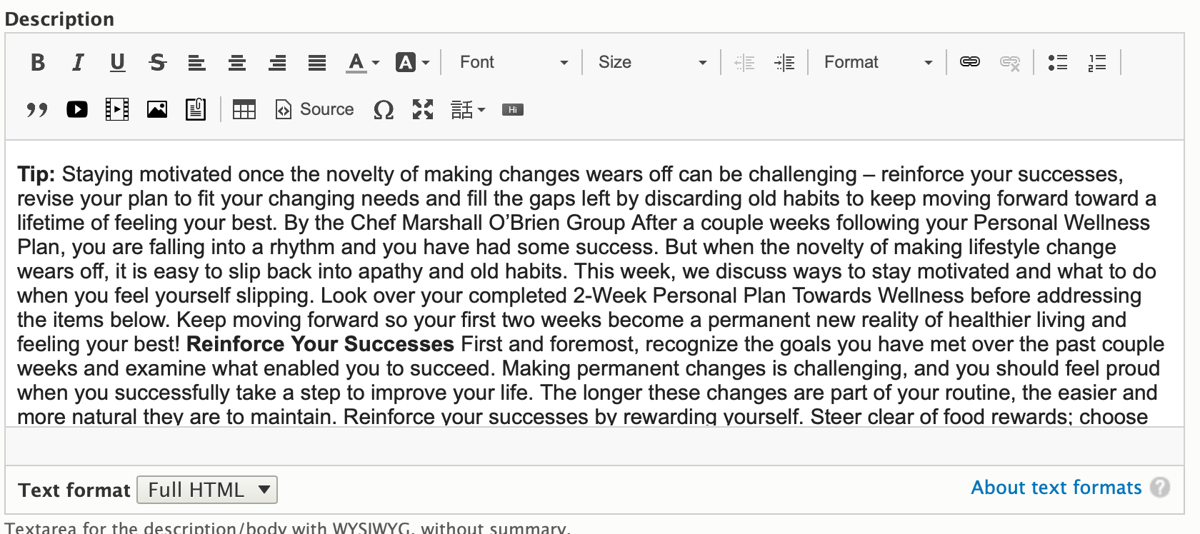 Description
B I U S A A Font Size Format
Source Ω 話 Hi
Tip: Staying motivated once the novelty of making changes wears off can be challenging – reinforce your successes,
revise your plan to fit your changing needs and fill the gaps left by discarding old habits to keep moving forward toward a
lifetime of feeling your best. By the Chef Marshall O’Brien Group After a couple weeks following your Personal Wellness
Plan, you are falling into a rhythm and you have had some success. But when the novelty of making lifestyle change
wears off, it is easy to slip back into apathy and old habits. This week, we discuss ways to stay motivated and what to do
when you feel yourself slipping. Look over your completed 2-Week Personal Plan Towards Wellness before addressing
the items below. Keep moving forward so your first two weeks become a permanent new reality of healthier living and
feeling your best! Reinforce Your Successes First and foremost, recognize the goals you have met over the past couple
weeks and examine what enabled you to succeed. Making permanent changes is challenging, and you should feel proud
when you successfully take a step to improve your life. The longer these changes are part of your routine, the easier and
more natural they are to maintain. Reinforce your successes by rewarding yourself. Steer clear of food rewards; choose
Text format Full HTML About text formats ?
Textarea for the description/body with WYSIWYG, without summary.